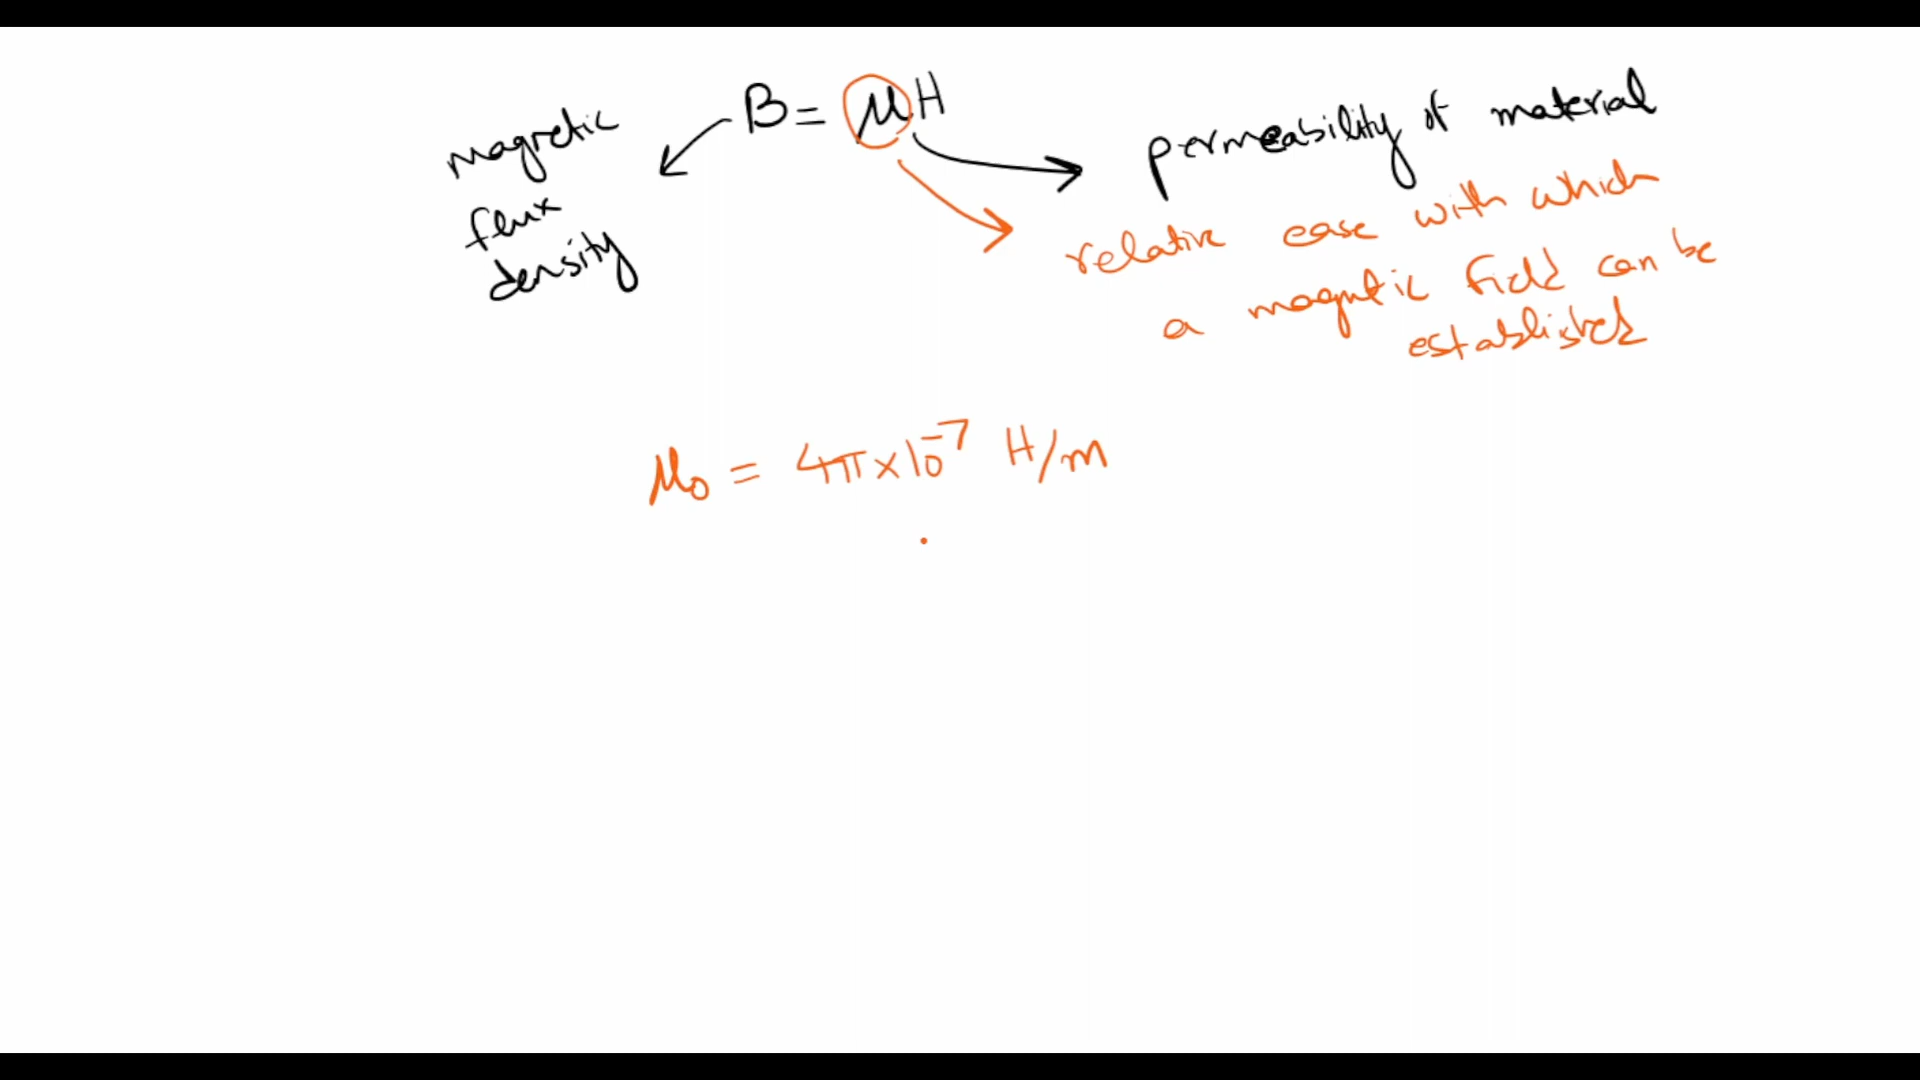 B = μH
magnetic
flux
density
permeability of material
relative ease with which
a magnetic field can be
established
μ₀ = 4π×10⁻⁷ H/m